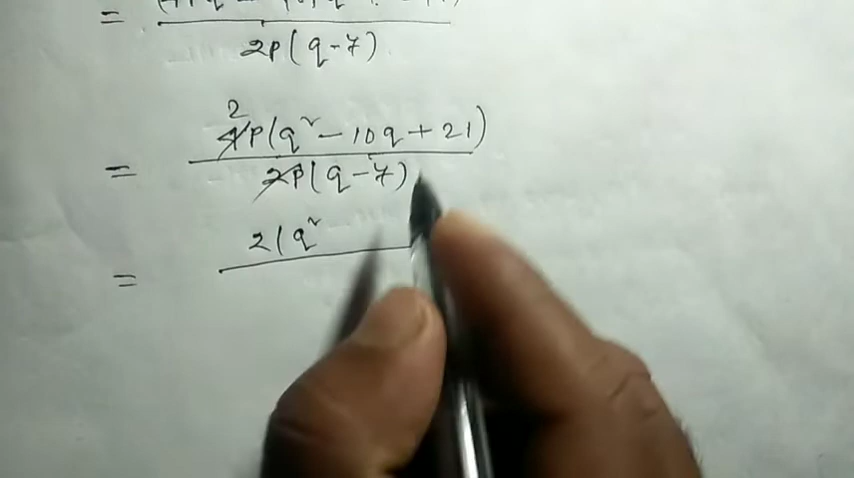 =
2P(q-7)
2
= 4P(q² - 10q + 21)
2P(q-7)
= 2(q²